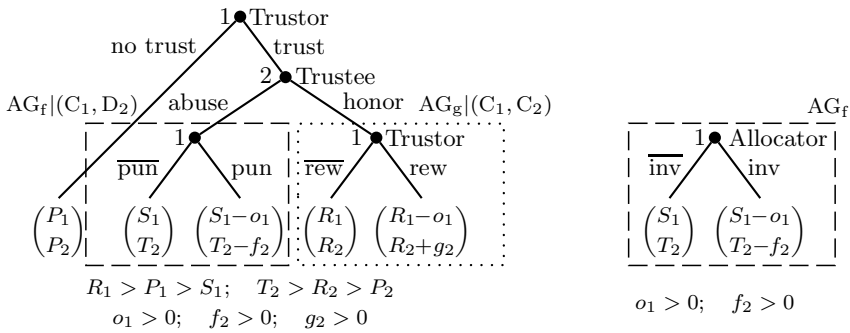 1 Trustor
no trust trust
2 Trustee
AG_f|(C_1, D_2) abuse honor AG_g|(C_1, C_2) AG_f
1 1 Trustor 1 Allocator
\overline{pun} pun \overline{rew} rew \overline{inv} inv
P_1 S_1 S_1−o_1 R_1 R_1−o_1 S_1 S_1−o_1
P_2 T_2 T_2−f_2 R_2 R_2+g_2 T_2 T_2−f_2
R_1 > P_1 > S_1; T_2 > R_2 > P_2
o_1 > 0; f_2 > 0
o_1 > 0; f_2 > 0; g_2 > 0